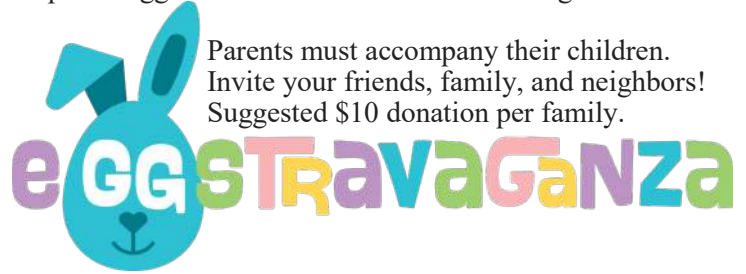 Parents must accompany their children.
Invite your friends, family, and neighbors!
Suggested $10 donation per family.
eGGSTRaVaGaNZa